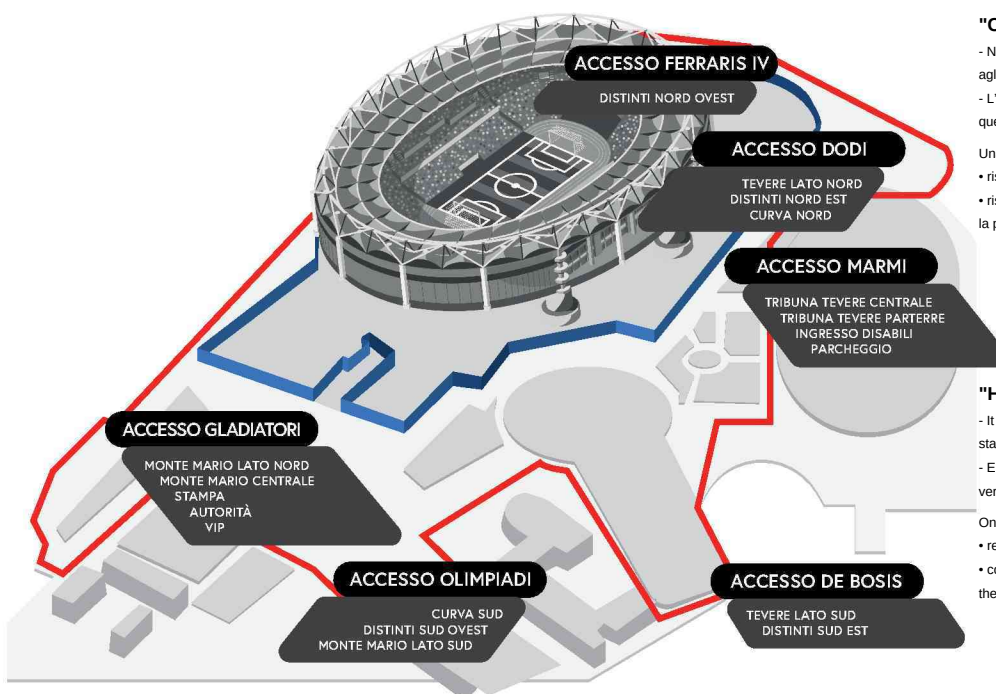 ACCESSO FERRARIS IV
DISTINTI NORD OVEST
ACCESSO DODI
TEVERE LATO NORD
DISTINTI NORD EST
CURVA NORD
ACCESSO MARMI
TRIBUNA TEVERE CENTRALE
TRIBUNA TEVERE PARTERRE
INGRESSO DISABILI
PARCHEGGIO
ACCESSO GLADIATORI
MONTE MARIO LATO NORD
MONTE MARIO CENTRALE
STAMPA
AUTORITÀ
VIP
ACCESSO OLIMPIADI
CURVA SUD
DISTINTI SUD OVEST
MONTE MARIO LATO SUD
ACCESSO DE BOSIS
TEVERE LATO SUD
DISTINTI SUD EST
- L'
- It